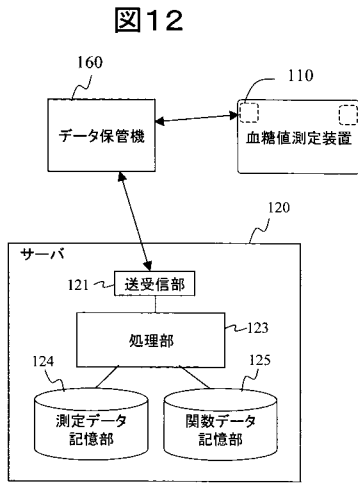 図12
160
データ保管機
110
血糖値測定装置
120
サーバ
121
送受信部
処理部
123
124
測定データ
記憶部
125
関数データ
記憶部